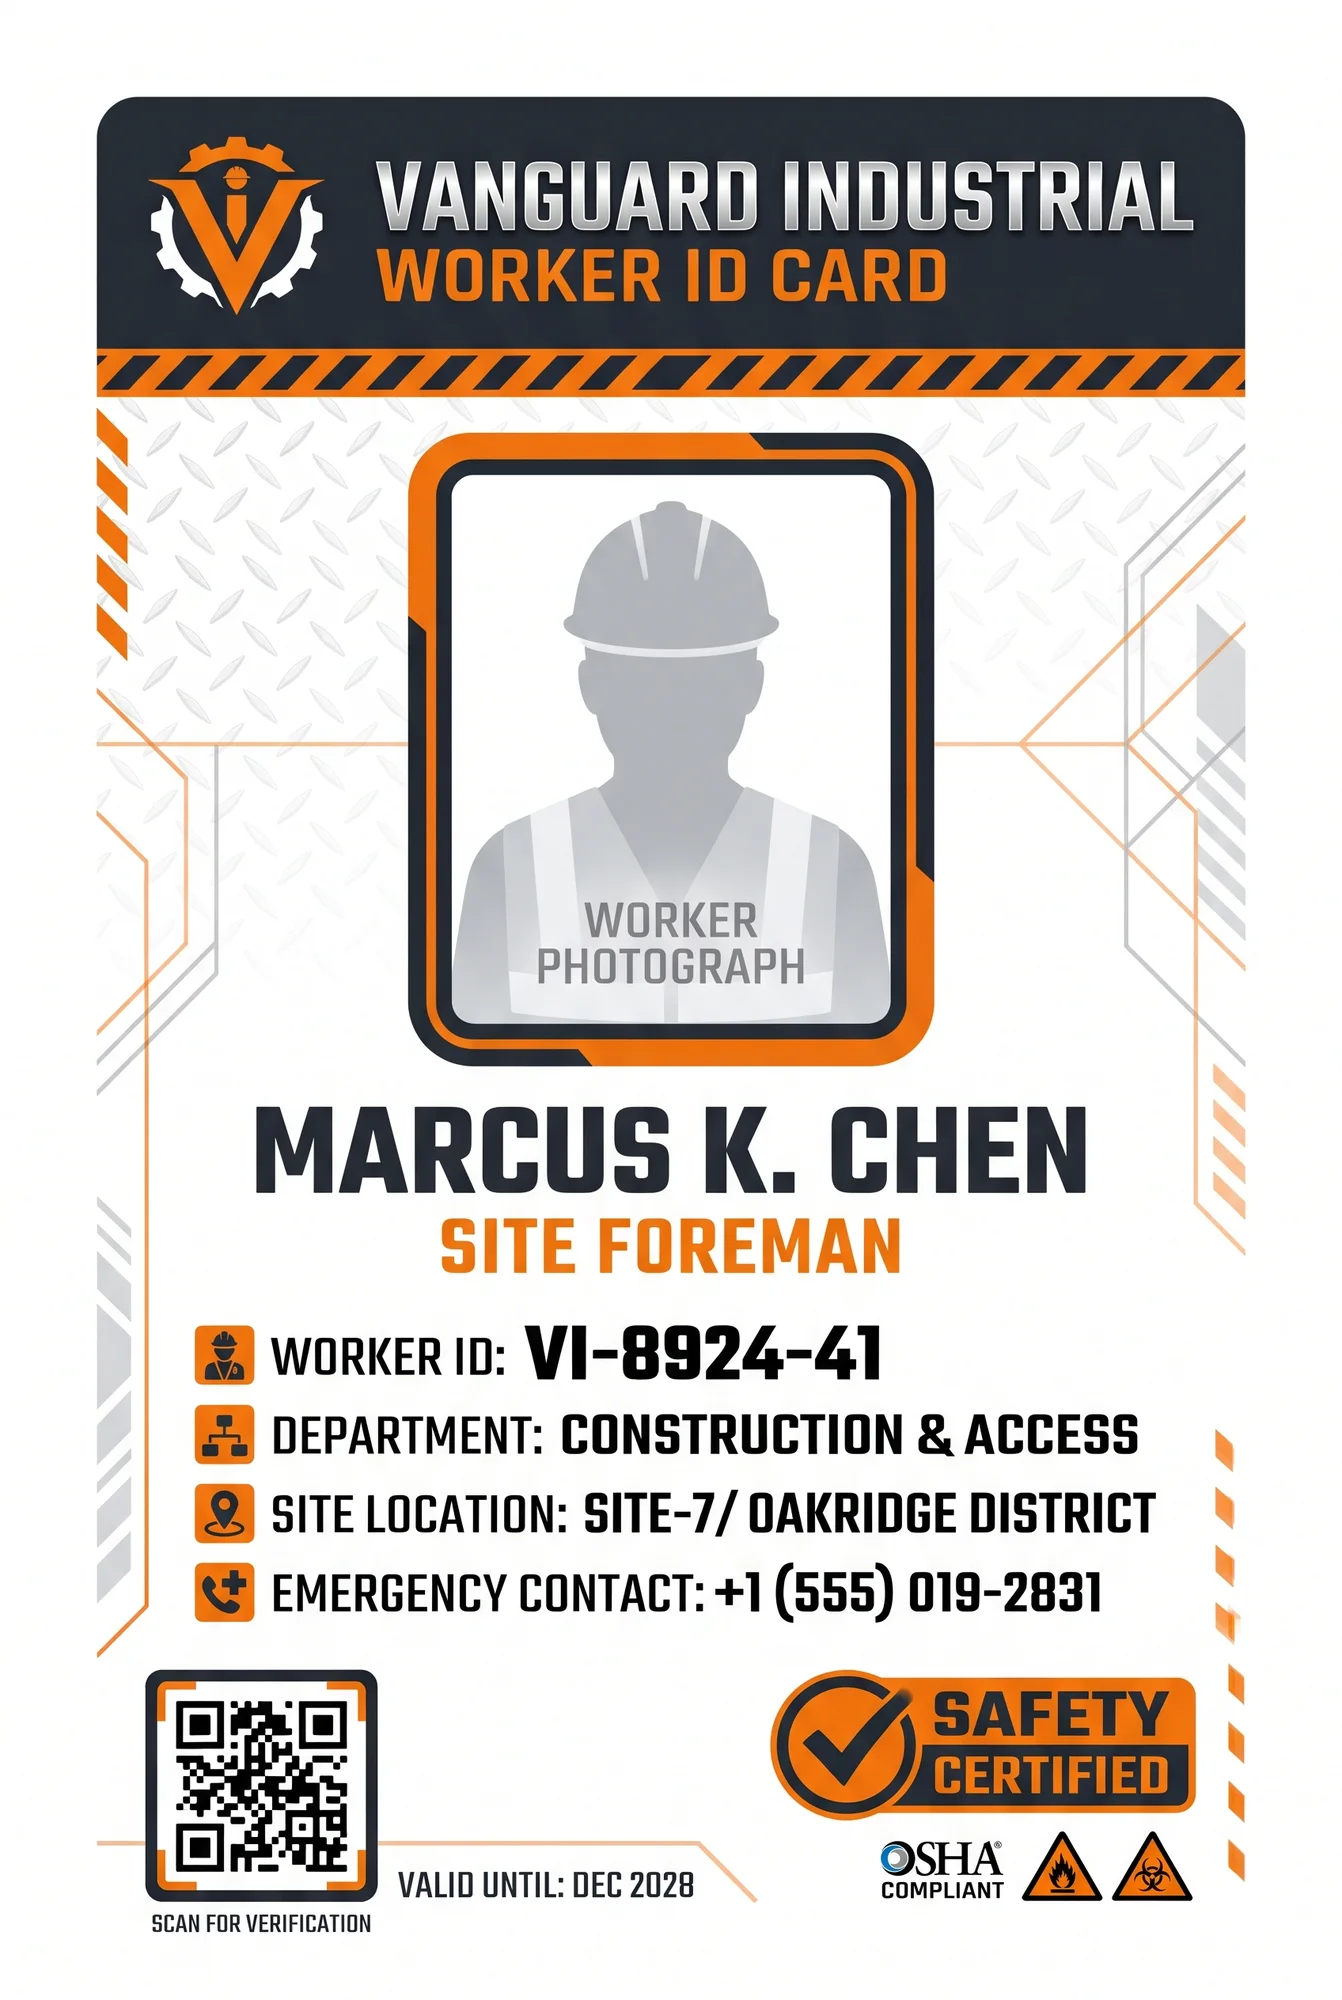 VANGUARD INDUSTRIAL
WORKER ID CARD
WORKER
PHOTOGRAPH
MARCUS K. CHEN
SITE FOREMAN
WORKER ID: VI-8924-41
DEPARTMENT: CONSTRUCTION & ACCESS
SITE LOCATION: SITE-7/ OAKRIDGE DISTRICT
EMERGENCY CONTACT: +1 (555) 019-2831
SAFETY
CERTIFIED
OSHA®
COMPLIANT
VALID UNTIL: DEC 2028
SCAN FOR VERIFICATION